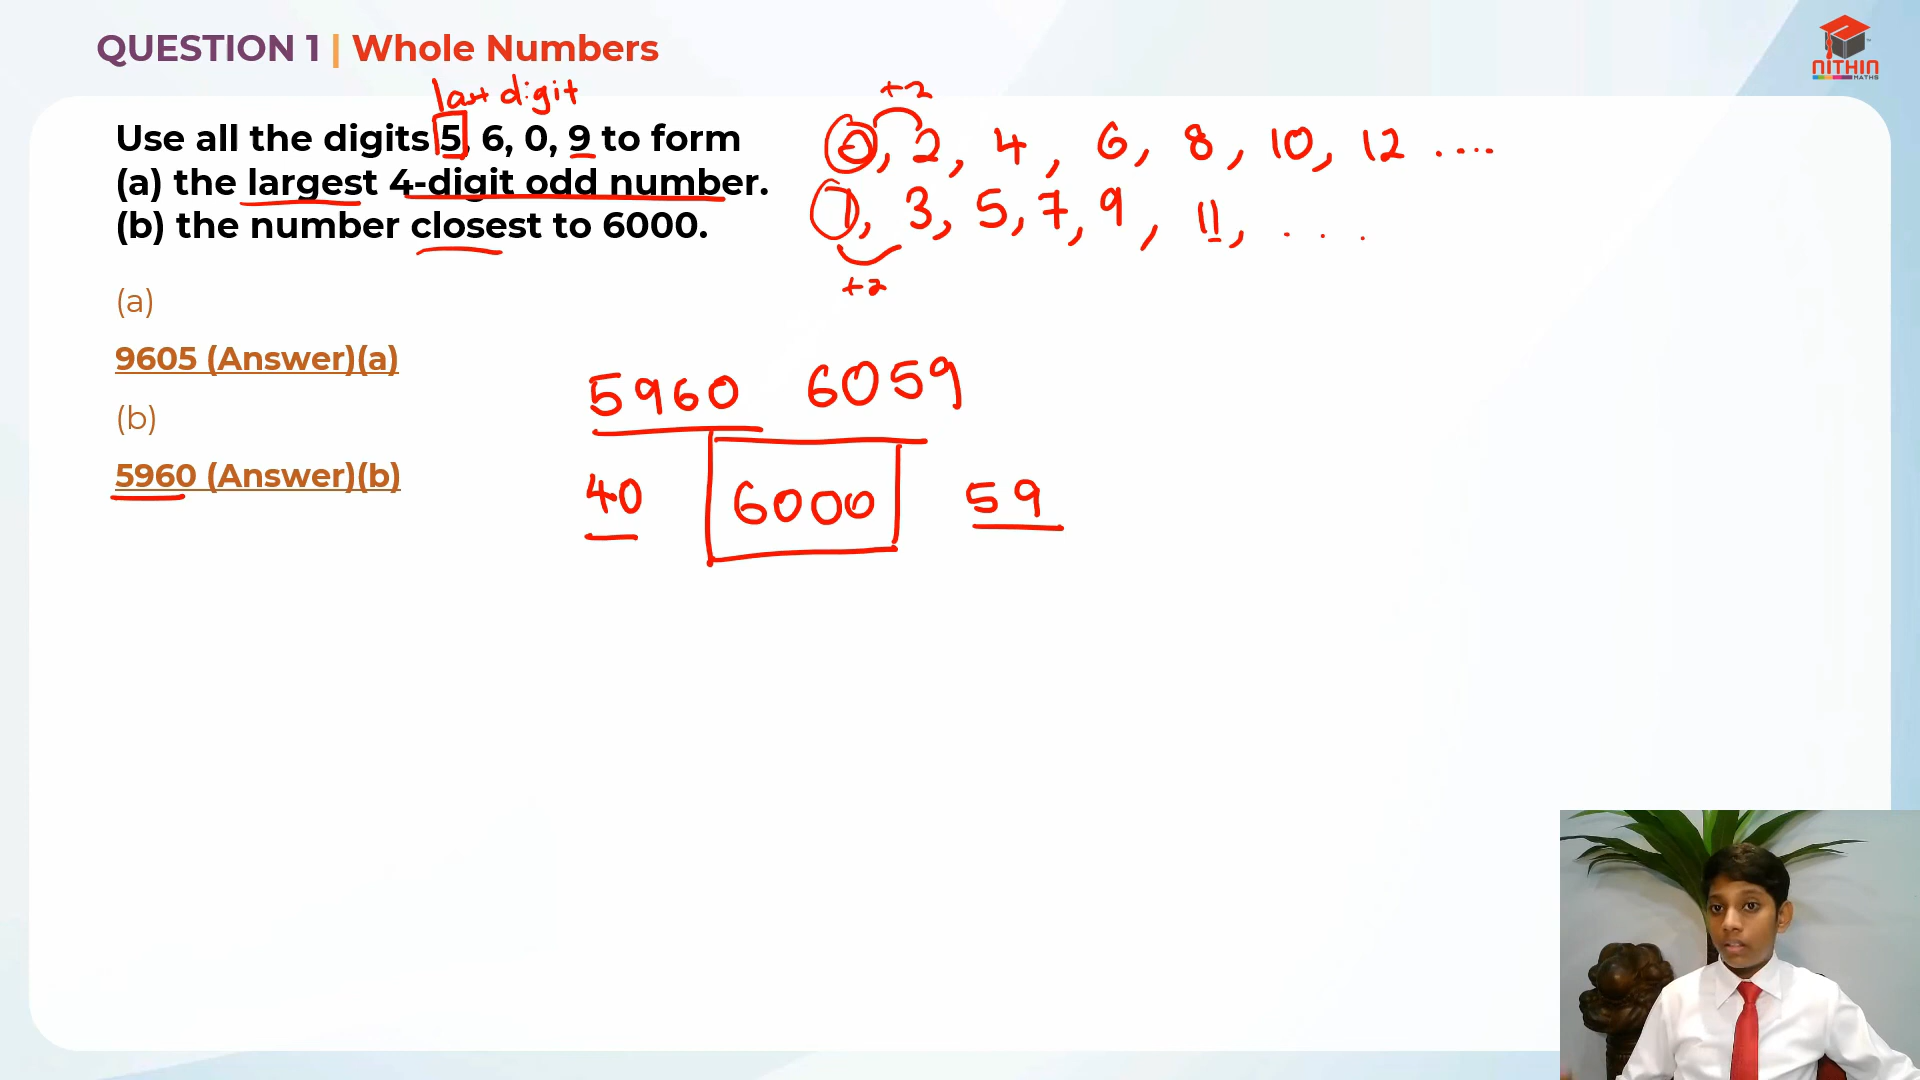 QUESTION 1 | Whole Numbers
NITHIN
MATHS
last digit
Use all the digits 5, 6, 0, 9 to form
(a) the largest 4-digit odd number.
(b) the number closest to 6000.
+2
0, 2, 4, 6, 8, 10, 12 ....
1, 3, 5, 7, 9, 11, ...
+2
(a)
9605 (Answer)(a)
(b)
5960 (Answer)(b)
5960 6059
40 6000 59